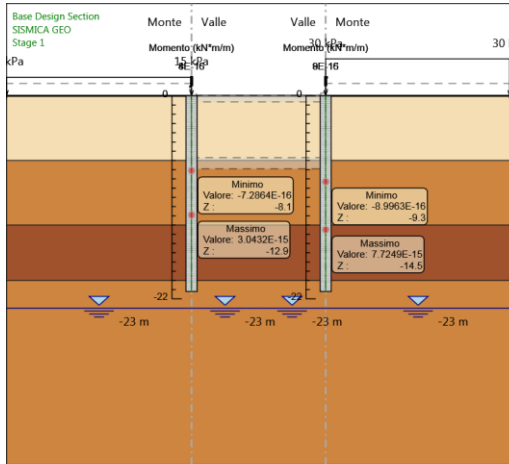 Base Design Section
SISMICA GEO
Stage 1
Monte
Valle
Valle
Monte
Momento (kN*m/m)
Momento (kN*m/m)
30 kPa
30
kPa
15 kPa
0
0
Minimo
Valore: -7.2864E-16
Z : -8.1
Massimo
Valore: 3.0432E-15
Z : -12.9
Minimo
Valore: -8.9963E-16
Z : -9.3
Massimo
Valore: 7.7249E-15
Z : -14.5
-22
-22
-23 m
-23 m
-23 m
-23 m